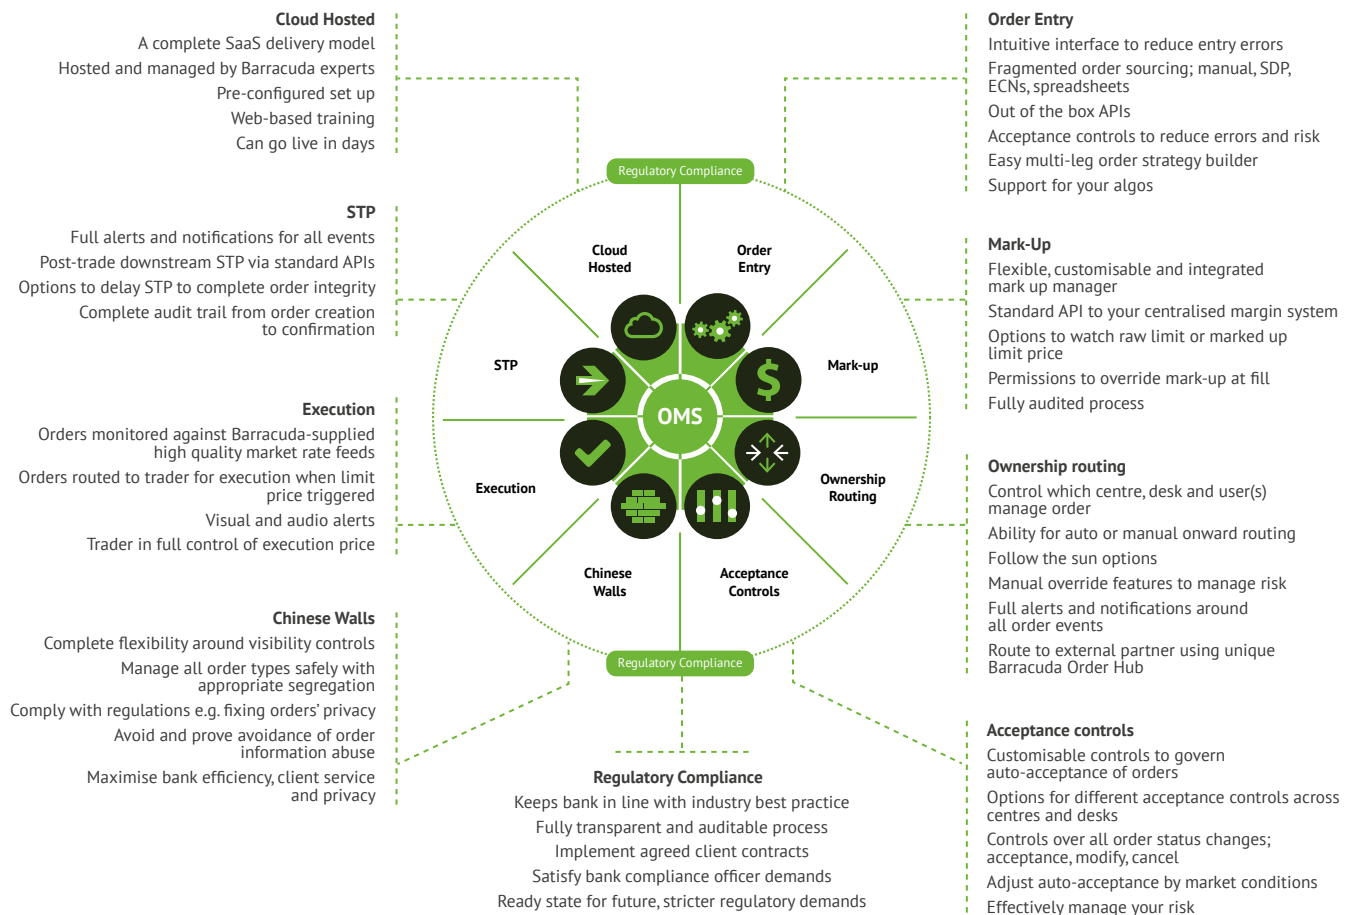 Cloud Hosted
A complete SaaS delivery model
Hosted and managed by Barracuda experts
Pre-configured set up
Web-based training
Can go live in days
STP
Full alerts and notifications for all events
Post-trade downstream STP via standard APIs
Options to delay STP to complete order integrity
Complete audit trail from order creation
to confirmation
Execution
Orders monitored against Barracuda-supplied
high quality market rate feeds
Orders routed to trader for execution when limit
price triggered
Visual and audio alerts
Trader in full control of execution price
Chinese Walls
Complete flexibility around visibility controls
Manage all order types safely with
appropriate segregation
Comply with regulations e.g. fixing orders' privacy
Avoid and prove avoidance of order
information abuse
Maximise bank efficiency, client service
and privacy
Regulatory Compliance
Cloud
Hosted
Order
Entry
STP
Mark-up
OMS
Execution
Ownership
Routing
Chinese
Walls
Acceptance
Controls
Regulatory Compliance
Regulatory Compliance
Keeps bank in line with industry best practice
Fully transparent and auditable process
Implement agreed client contracts
Satisfy bank compliance officer demands
Ready state for future, stricter regulatory demands
Order Entry
Intuitive interface to reduce entry errors
Fragmented order sourcing; manual, SDP,
ECNs, spreadsheets
Out of the box APIs
Acceptance controls to reduce errors and risk
Easy multi-leg order strategy builder
Support for your algos
Mark-Up
Flexible, customisable and integrated
mark up manager
Standard API to your centralised margin system
Options to watch raw limit or marked up
limit price
Permissions to override mark-up at fill
Fully audited process
Ownership routing
Control which centre, desk and user(s)
manage order
Ability for auto or manual onward routing
Follow the sun options
Manual override features to manage risk
Full alerts and notifications around
all order events
Route to external partner using unique
Barracuda Order Hub
Acceptance controls
Customisable controls to govern
auto-acceptance of orders
Options for different acceptance controls across
centres and desks
Controls over all order status changes;
acceptance, modify, cancel
Adjust auto-acceptance by market conditions
Effectively manage your risk